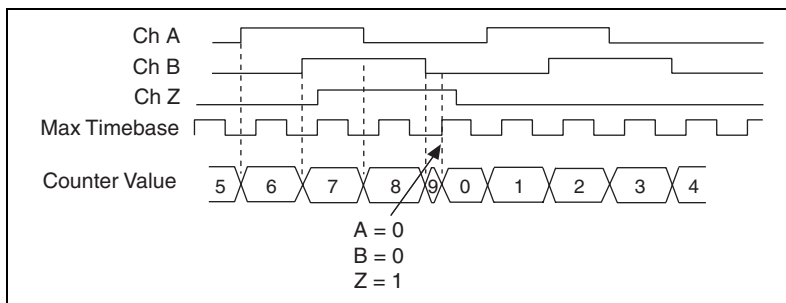 Ch A
Ch B
Ch Z
Max Timebase
Counter Value
5 6 7 8 9 0 1 2 3 4
A = 0
B = 0
Z = 1